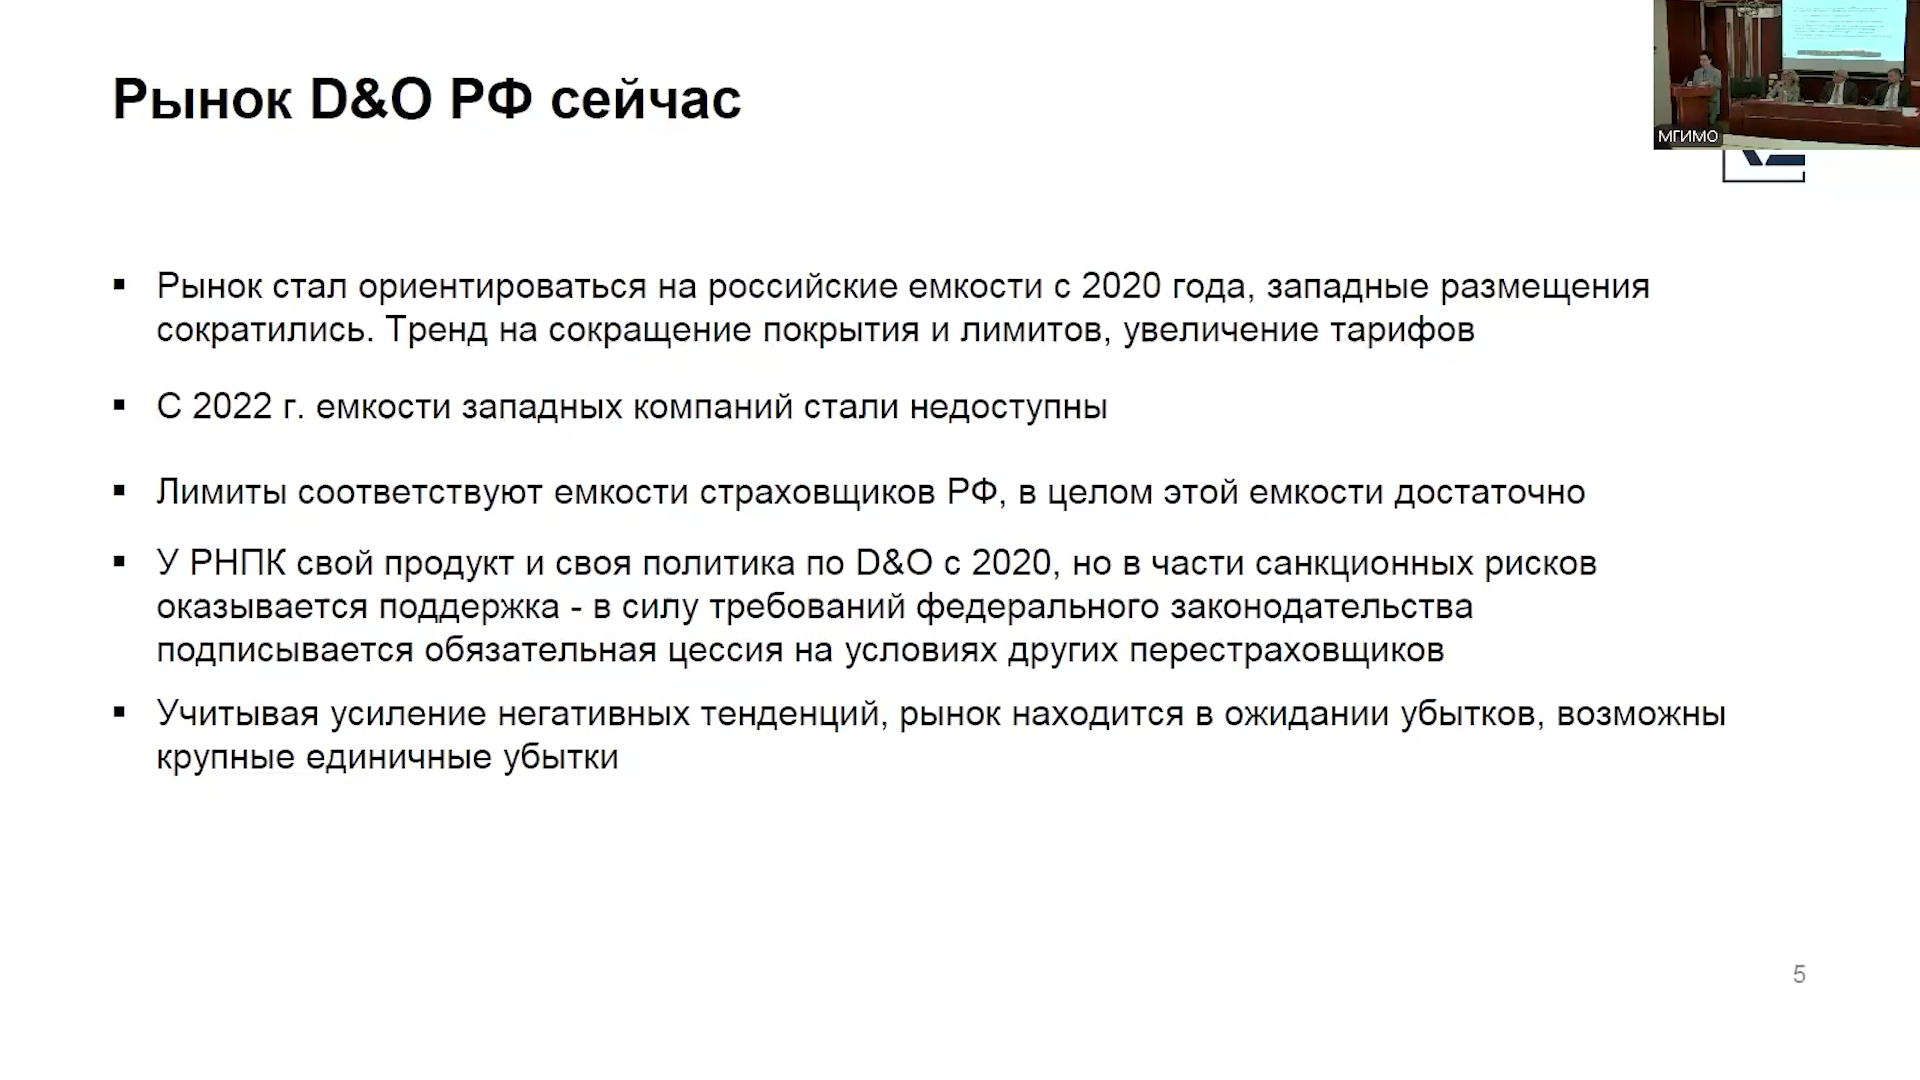 Рынок D&O РФ сейчас
МГИМО
▪ Рынок стал ориентироваться на российские емкости с 2020 года, западные размещения
сократились. Тренд на сокращение покрытия и лимитов, увеличение тарифов
▪ С 2022 г. емкости западных компаний стали недоступны
▪ Лимиты соответствуют емкости страховщиков РФ, в целом этой емкости достаточно
▪ У РНПК свой продукт и своя политика по D&O с 2020, но в части санкционных рисков
оказывается поддержка - в силу требований федерального законодательства
подписывается обязательная цессия на условиях других перестраховщиков
▪ Учитывая усиление негативных тенденций, рынок находится в ожидании убытков, возможны
крупные единичные убытки
5